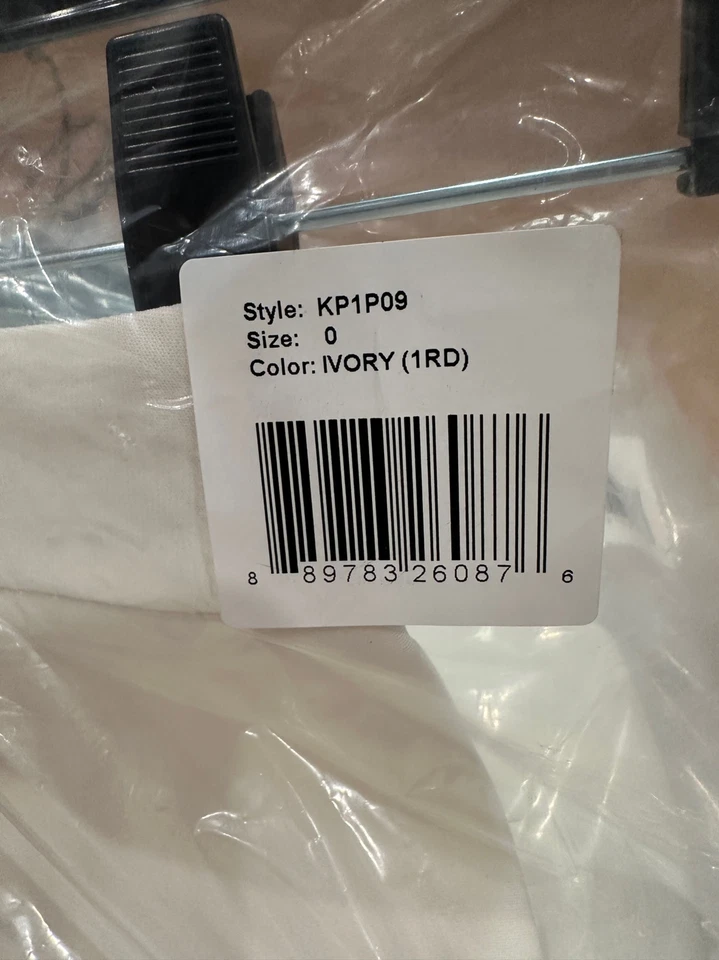 Style: KP1P09
Size: 0
Color: IVORY (1RD)
8 89783 26087 6